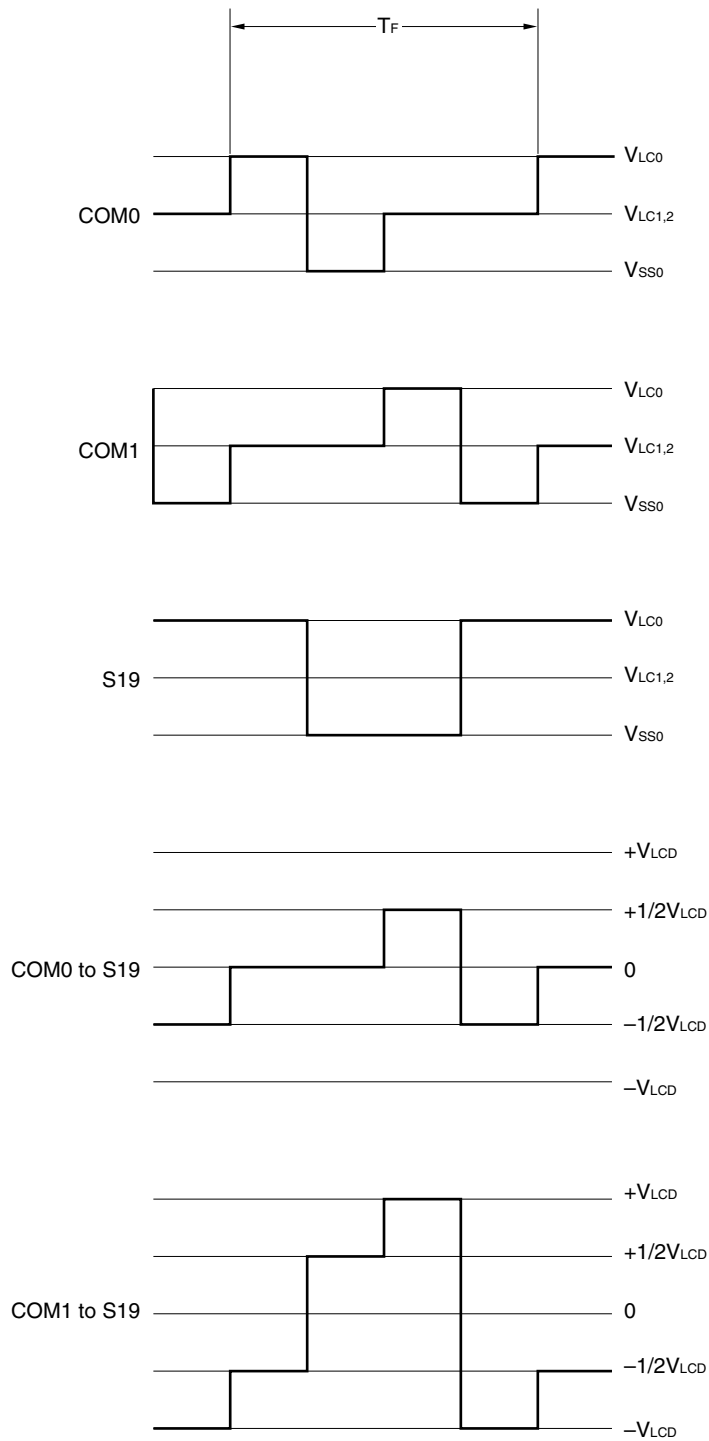 TF
COM0
VLC0
VLC1,2
VSS0
COM1
VLC0
VLC1,2
VSS0
S19
VLC0
VLC1,2
VSS0
COM0 to S19
+VLCD
+1/2VLCD
0
–1/2VLCD
–VLCD
COM1 to S19
+VLCD
+1/2VLCD
0
–1/2VLCD
–VLCD